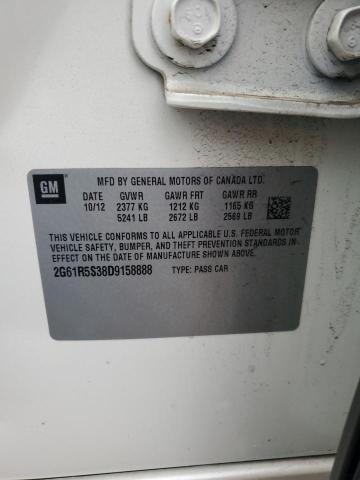 GM
MFD BY GENERAL MOTORS OF CANADA LTD.
DATE GVWR GAWR FRT GAWR RR
10/12 2377 KG 1212 KG 1165 KG
5241 LB 2672 LB 2569 LB
THIS VEHICLE CONFORMS TO ALL APPLICABLE U.S. FEDERAL MOTOR
VEHICLE SAFETY, BUMPER, AND THEFT PREVENTION STANDARDS IN
EFFECT ON THE DATE OF MANUFACTURE SHOWN ABOVE.
2G61R5S38D9158888 TYPE: PASS CAR